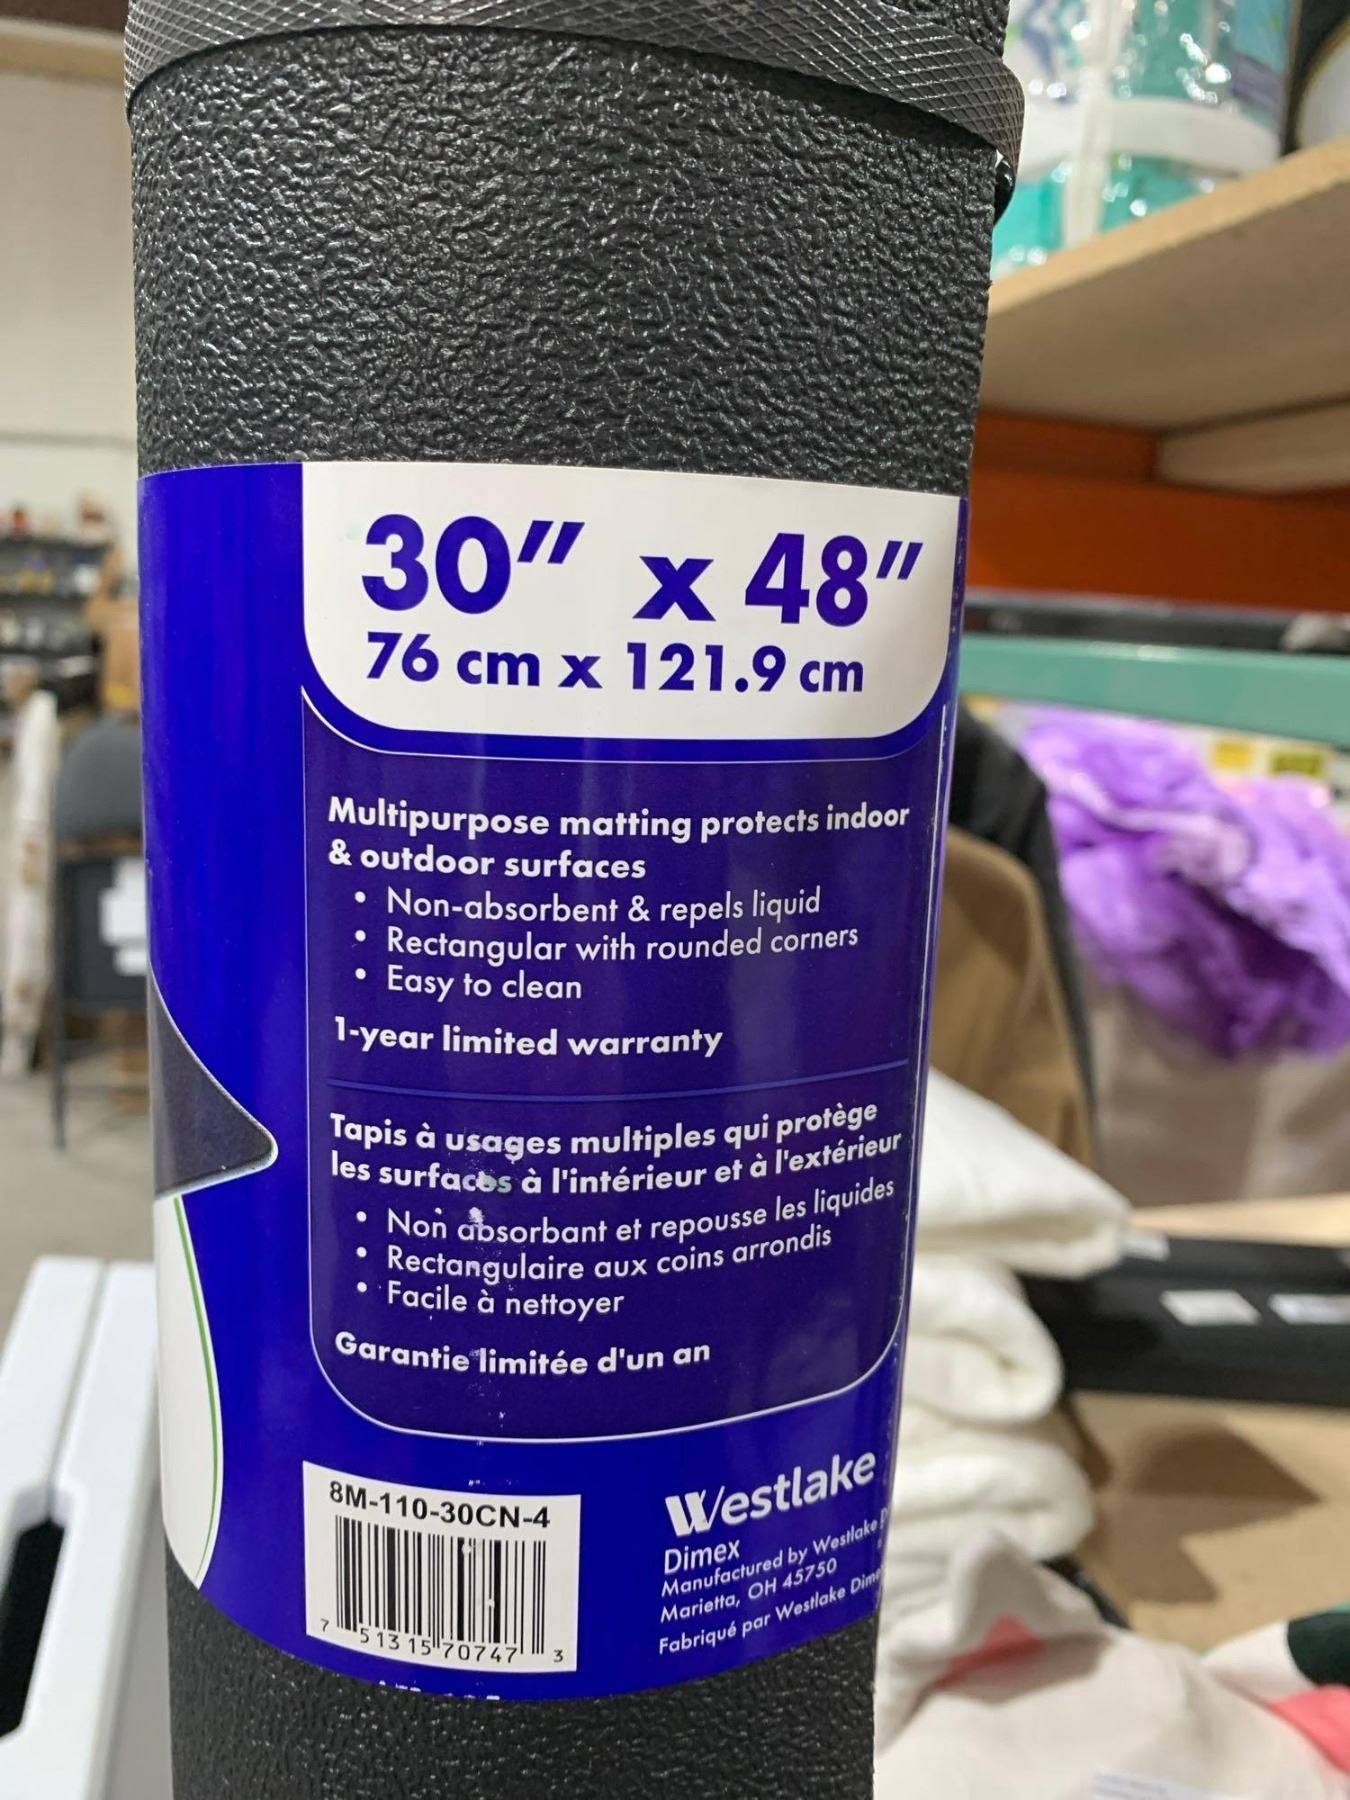 30" x 48"
76 cm x 121.9 cm
Multipurpose matting protects indoor
& outdoor surfaces
• Non-absorbent & repels liquid
• Rectangular with rounded corners
• Easy to clean
1-year limited warranty
Tapis à usages multiples qui protège
les surfaces à l'intérieur et à l'extérieur
• Non absorbant et repousse les liquides
• Rectangulaire aux coins arrondis
• Facile à nettoyer
Garantie limitée d'un an
8M-110-30CN-4
7 51315 70747 3
Westlake
Dimex
Manufactured by Westlake
Marietta, OH 45750
Fabriqué par Westlake